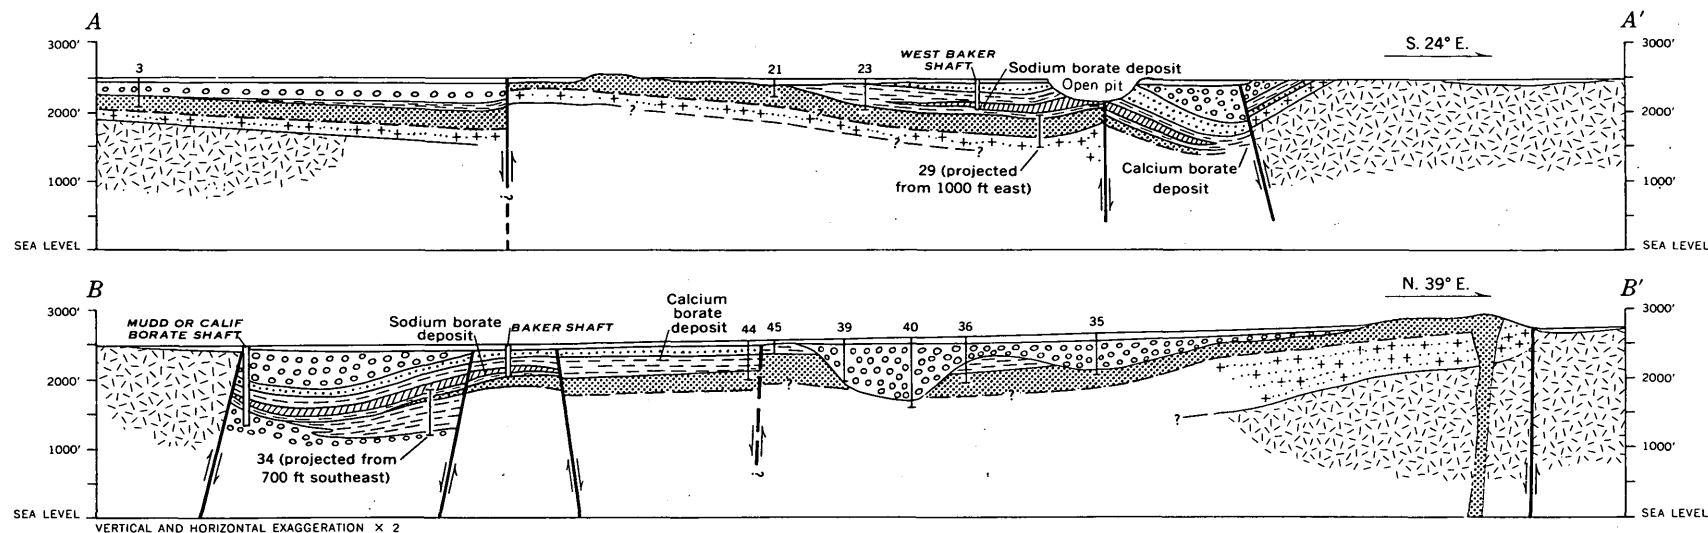 A
A'
3000'
3000'
S. 24° E.
WEST BAKER
SHAFT
3
21
23
Sodium borate deposit
Open pit
2000'
2000'
?
?
?
?
?
29 (projected
from 1000 ft east)
Calcium borate
deposit
1000'
1000'
?
SEA LEVEL
SEA LEVEL
B
B'
N. 39° E.
3000'
3000'
Calcium
borate
deposit
MUDD OR CALIF
BORATE SHAFT
Sodium borate
deposit
BAKER SHAFT
44
45
39
40
36
35
2000'
2000'
?
?
?
34 (projected from
700 ft southeast)
1000'
1000'
?
SEA LEVEL
SEA LEVEL
VERTICAL AND HORIZONTAL EXAGGERATION × 2